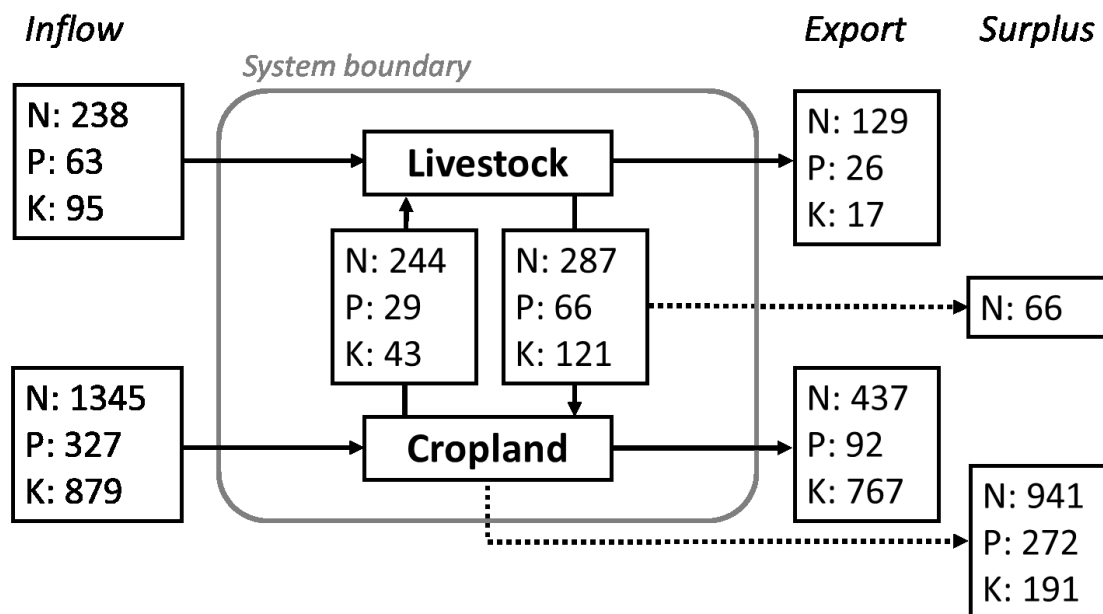 Inflow
Export
Surplus
System boundary
N: 238
P: 63
K: 95
Livestock
N: 129
P: 26
K: 17
N: 244
P: 29
K: 43
N: 287
P: 66
K: 121
N: 66
N: 1345
P: 327
K: 879
Cropland
N: 437
P: 92
K: 767
N: 941
P: 272
K: 191